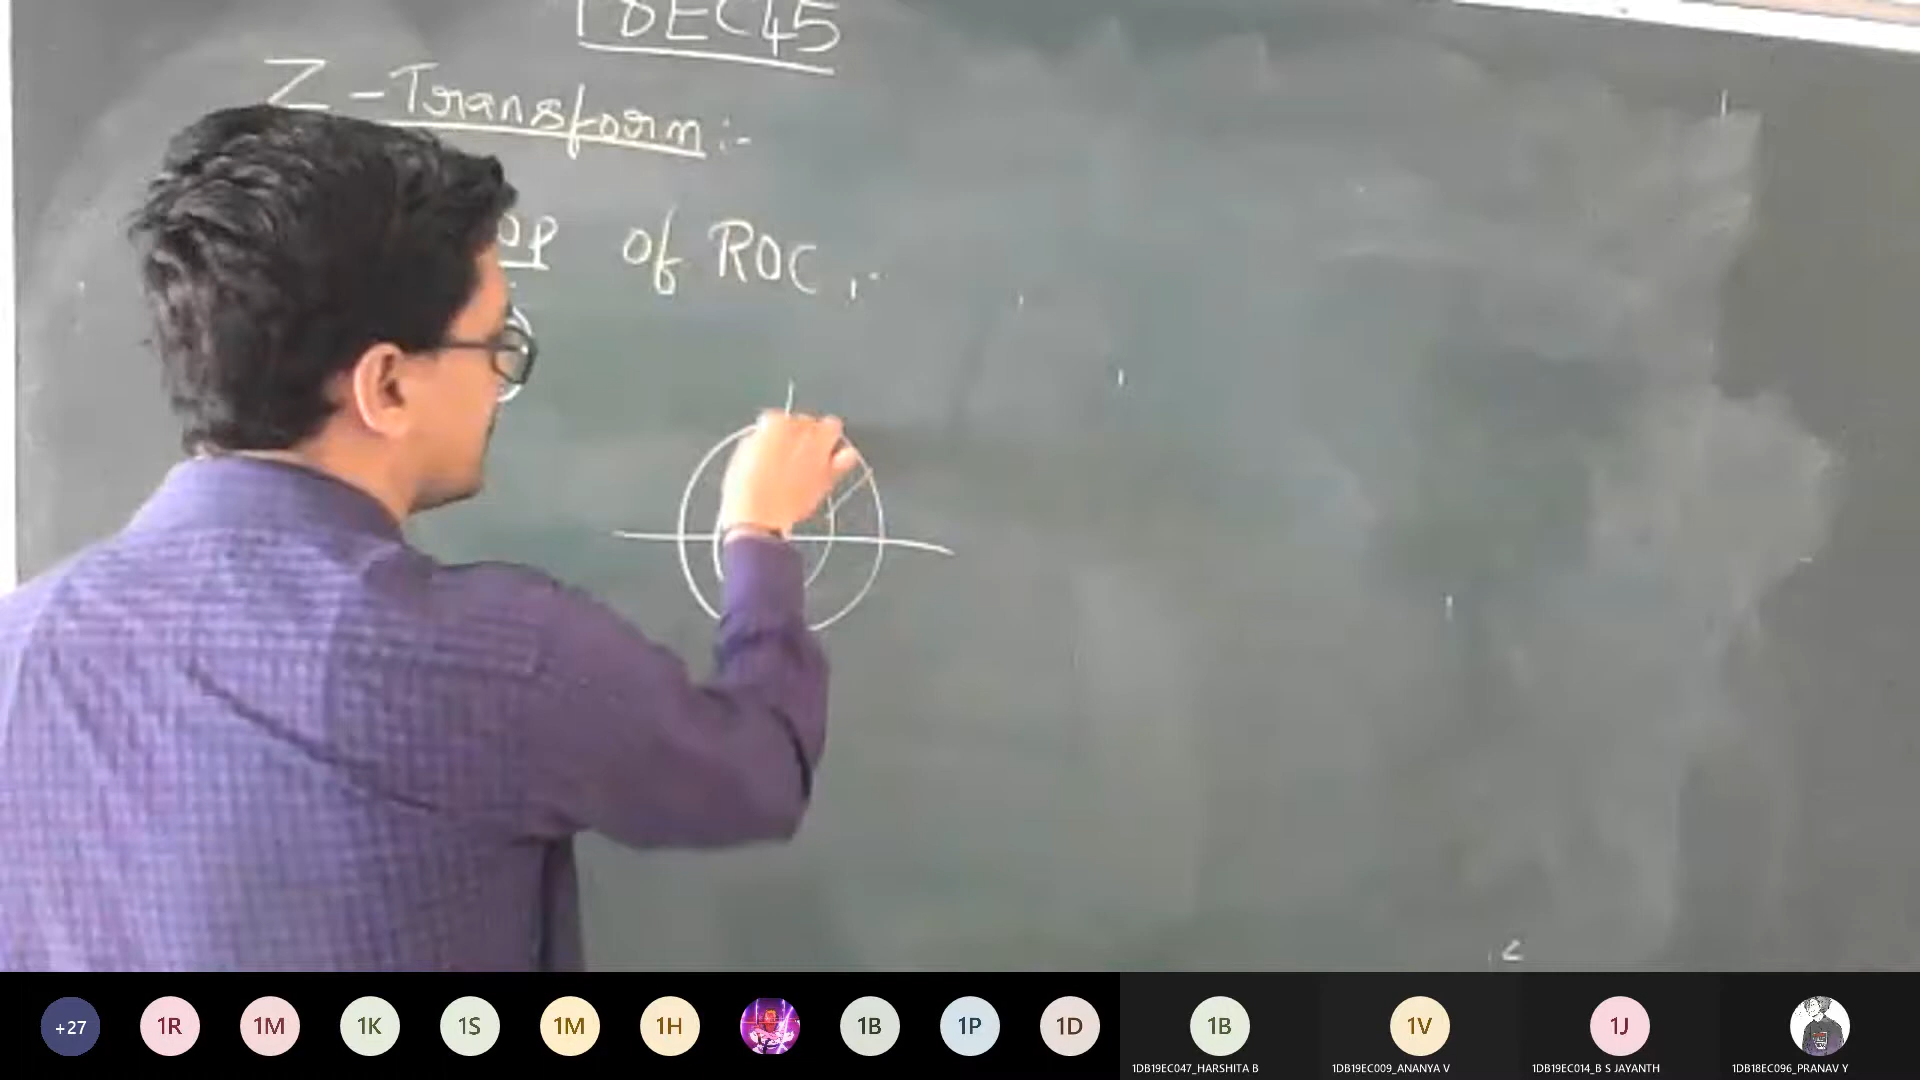 18EC45
Z - Transform :-
of ROC :-
+27 1R 1M 1K 1S 1M 1H 1B 1P 1D 1B 1V 1J
1DB19EC047_HARSHITA B 1DB19EC009_ANANYA V 1DB19EC014_B S JAYANTH 1DB18EC096_PRANAV Y